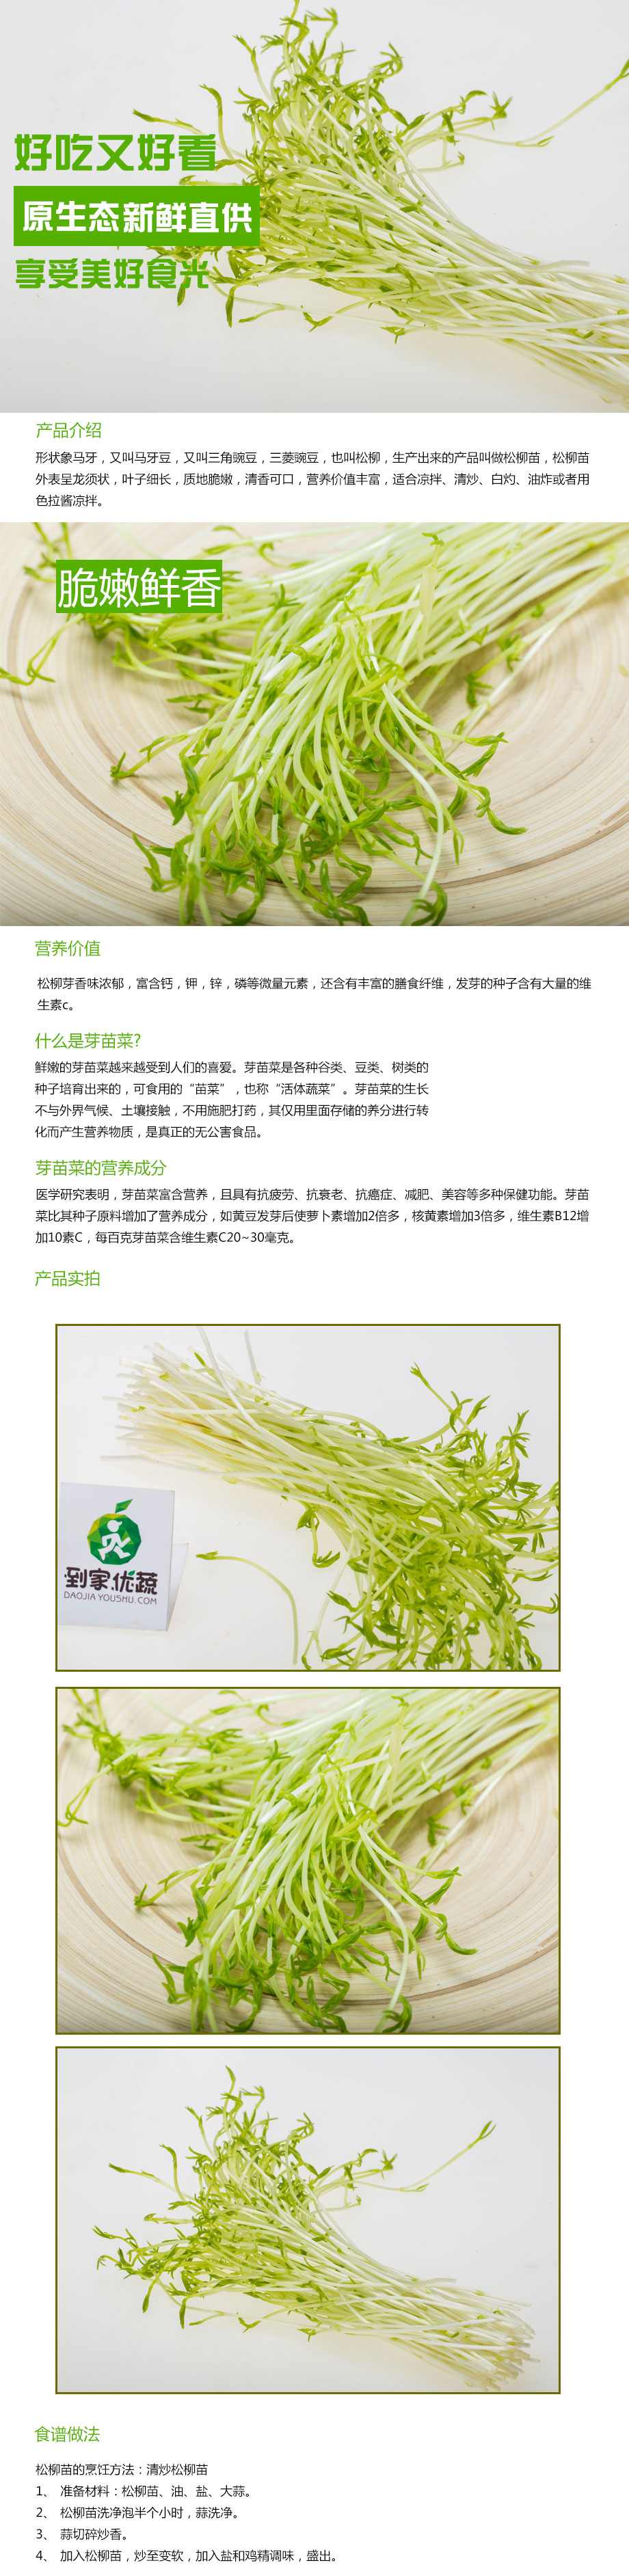 好吃又好看
原生态新鲜直供
享受美好食光
产品介绍
形状象马牙，又叫马牙豆，又叫三角豌豆，三菱豌豆，也叫松柳，生产出来的产品叫做松柳苗，松柳苗
外表呈龙须状，叶子细长，质地脆嫩，清香可口，营养价值丰富，适合凉拌、清炒、白灼、油炸或者用
色拉酱凉拌。
脆嫩鲜香
营养价值
松柳芽香味浓郁，富含钙，钾，锌，磷等微量元素，还含有丰富的膳食纤维，发芽的种子含有大量的维
生素c。
什么是芽苗菜?
鲜嫩的芽苗菜越来越受到人们的喜爱。芽苗菜是各种谷类、豆类、树类的
种子培育出来的，可食用的“苗菜”，也称“活体蔬菜”。芽苗菜的生长
不与外界气候、土壤接触，不用施肥打药，其仅用里面存储的养分进行转
化而产生营养物质，是真正的无公害食品。
芽苗菜的营养成分
医学研究表明，芽苗菜富含营养，且具有抗疲劳、抗衰老、抗癌症、减肥、美容等多种保健功能。芽苗
菜比其种子原料增加了营养成分，如黄豆发芽后使萝卜素增加2倍多，核黄素增加3倍多，维生素B12增
加10素C，每百克芽苗菜含维生素C20~30毫克。
产品实拍
到家优蔬
DAOJIA YOUSHU.COM
食谱做法
松柳苗的烹饪方法：清炒松柳苗
1、 准备材料：松柳苗、油、盐、大蒜。
2、 松柳苗洗净泡半个小时，蒜洗净。
3、 蒜切碎炒香。
4、 加入松柳苗，炒至变软，加入盐和鸡精调味，盛出。